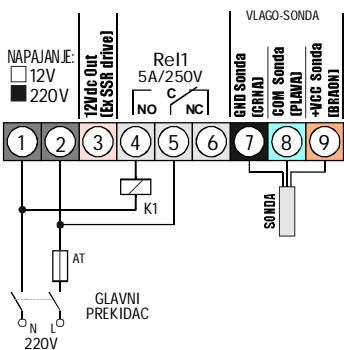 VLAGO-SONDA
NAPAJANJE:
12V
220V
12Vdc Out
(Ex SSR drive)
Rel1
5A/250V
C
NO
NC
GND Sonda
(CRNA)
COM Sonda
(PLAVA)
+VCC Sonda
(BRAON)
1 2 3 4 5 6 7 8 9
K1
SONDA
AT
GLAVNI
PREKIDAC
N L
220V